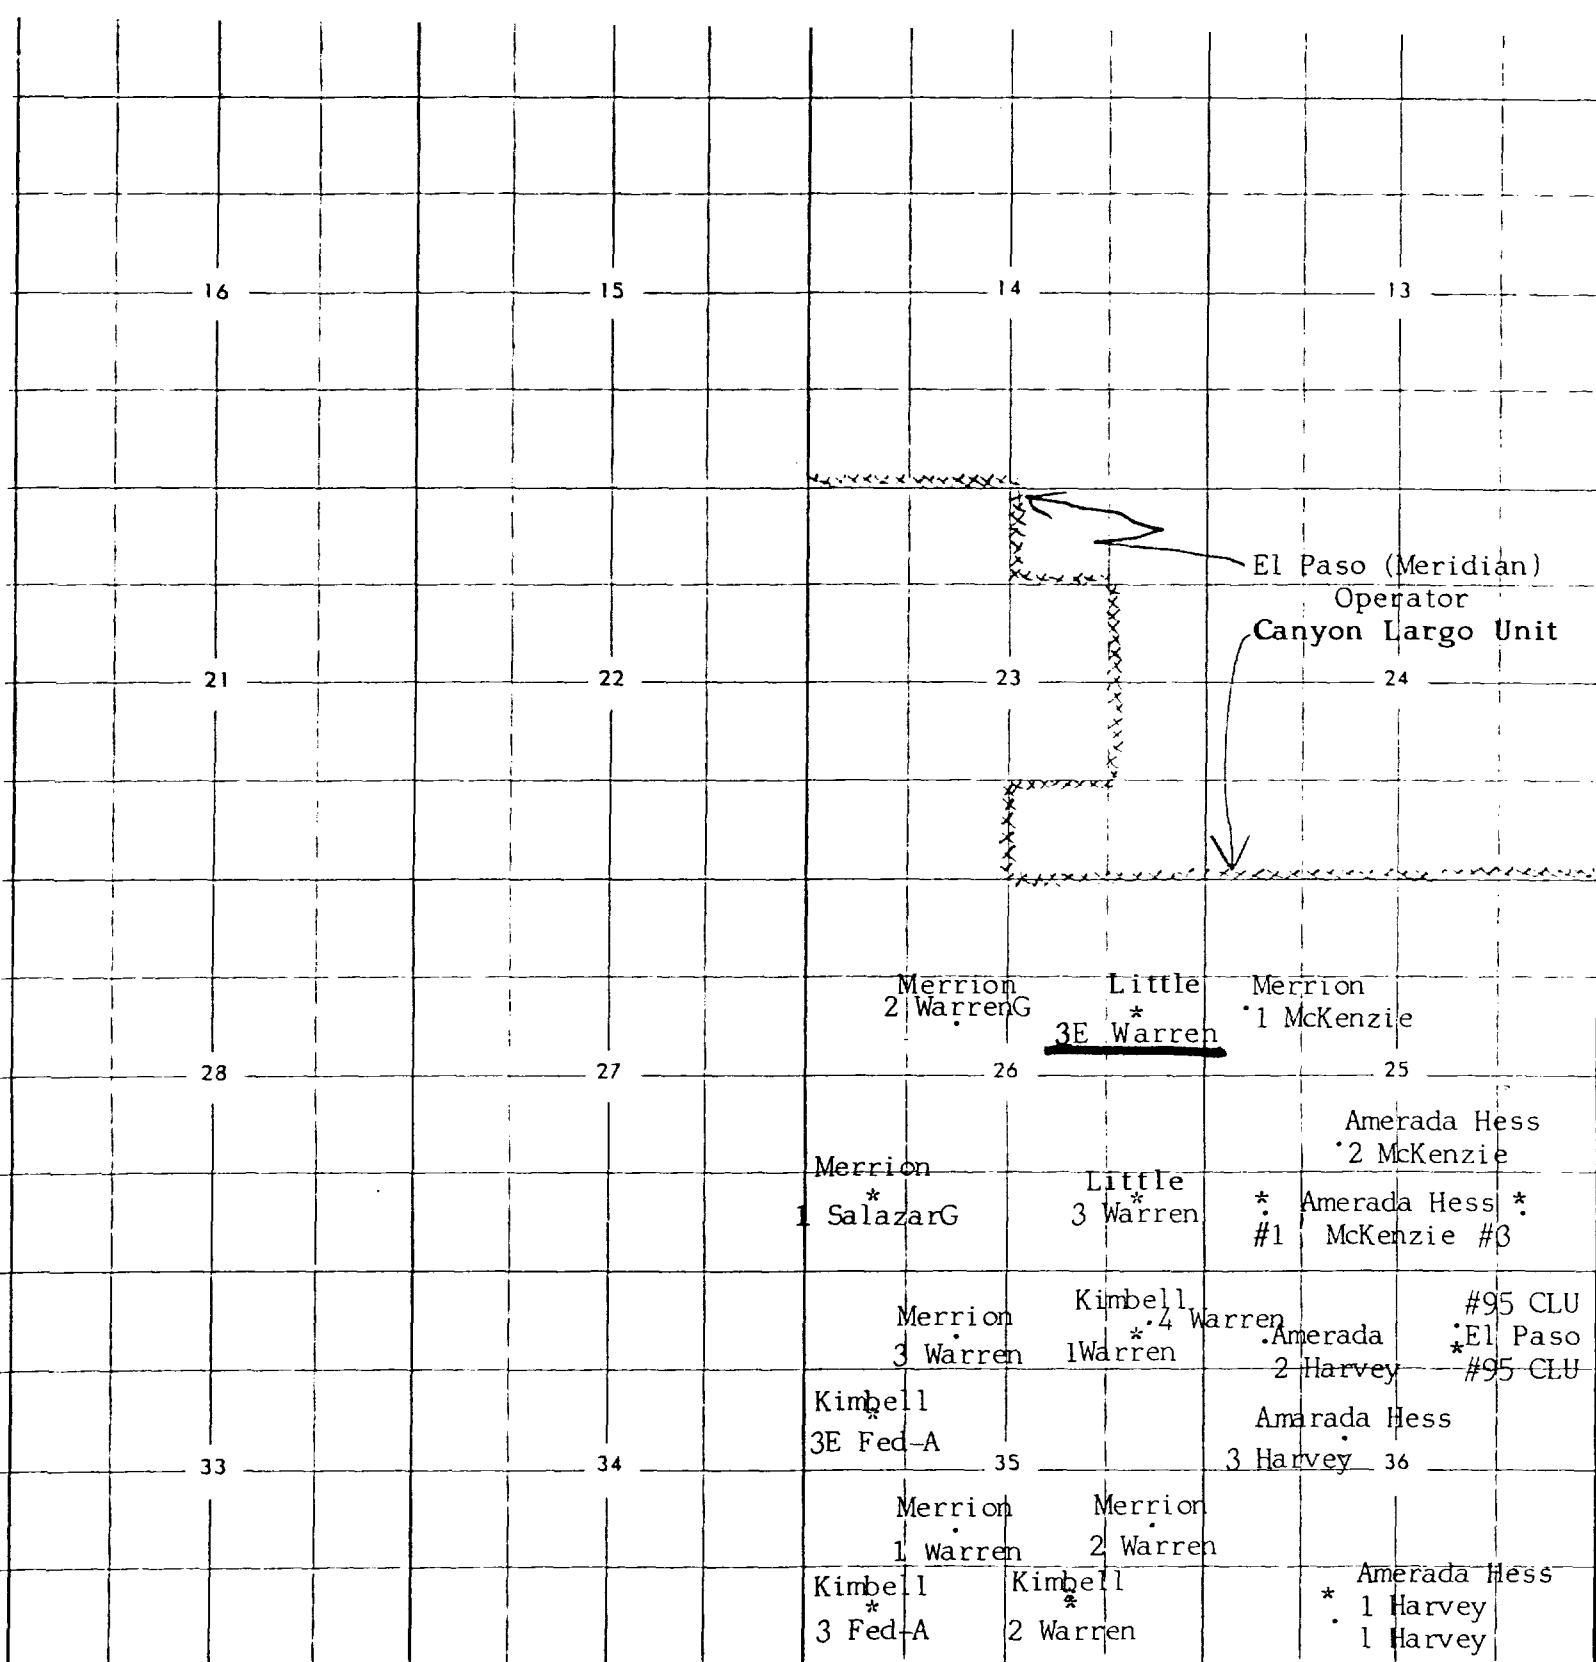 16
15
14
13
El Paso (Meridian)
Operator
Canyon Largo Unit
21
22
23
24
Merrion
2 WarrenG
Little
*
3E Warren
Merrion
1 McKenzie
28
27
26
25
Amerada Hess
2 McKenzie
Merrion
*
1 SalazarG
Little
*
3 Warren
* Amerada Hess *
#1 McKenzie #3
Merrion
3 Warren
Kimbell
4 Warren
*
1Warren
Amerada
2 Harvey
#95 CLU
*El Paso
#95 CLU
Kimbell
*
3E Fed-A
Amarada Hess
3 Harvey
33
34
35
36
Merrion
1 Warren
Merrion
2 Warren
Kimbell
*
3 Fed-A
Kimbell
*
2 Warren
Amerada Hess
* 1 Harvey
1 Harvey